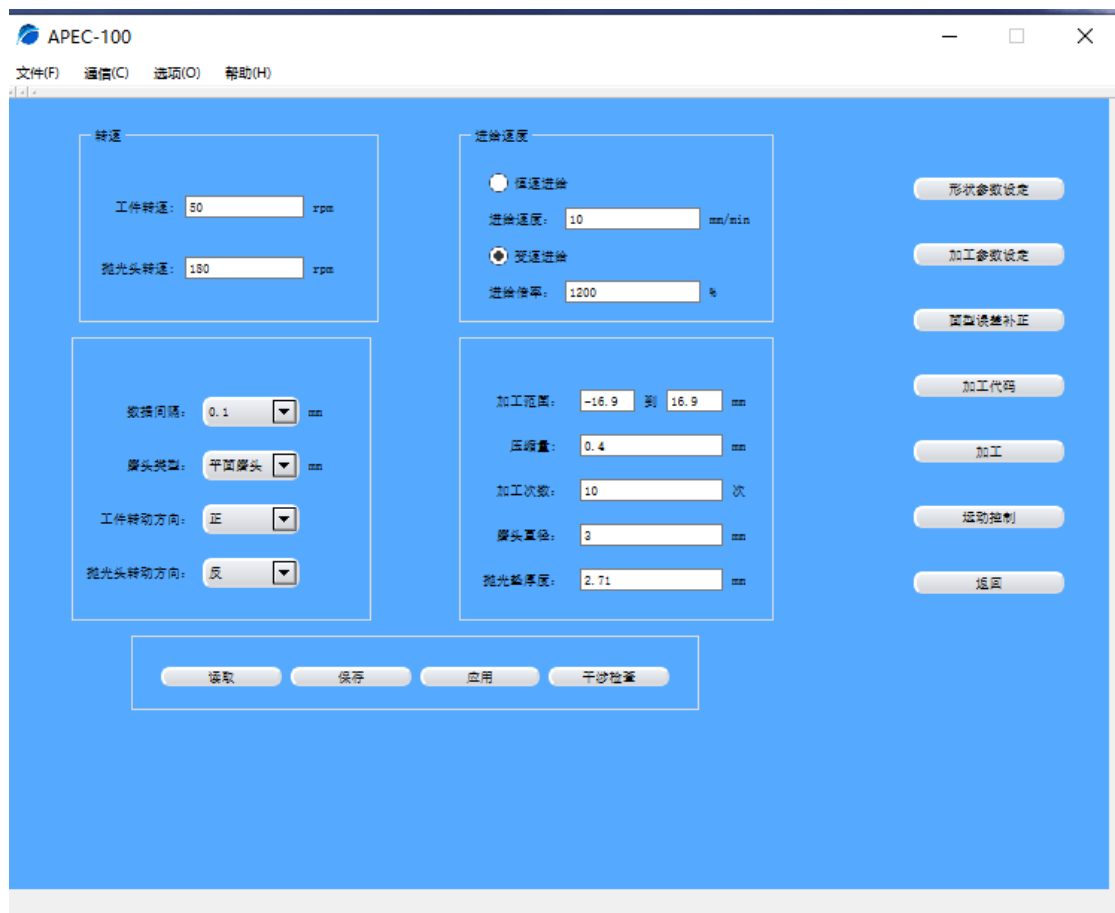 APEC-100
文件(F) 通信(C) 选项(O) 帮助(H)
转速
工件转速: 50 rpm
抛光头转速: 180 rpm
进给速度
恒速进给
进给速度: 10 mm/min
变速进给
进给倍率: 1200 %
数据间隔: 0.1 mm
磨头类型: 平面磨头 mm
工件转动方向: 正
抛光头转动方向: 反
加工范围: -16.9 到 16.9 mm
压缩量: 0.4 mm
加工次数: 10 次
磨头直径: 3 mm
抛光垫厚度: 2.71 mm
读取 保存 应用 干涉检查
形状参数设定
加工参数设定
面型误差补正
加工代码
加工
运动控制
返回